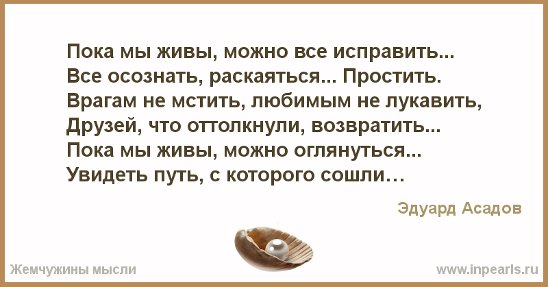 Пока мы живы, можно все исправить...
Все осознать, раскаяться... Простить.
Врагам не мстить, любимым не лукавить,
Друзей, что оттолкнули, возвратить...
Пока мы живы, можно оглянуться...
Увидеть путь, с которого сошли…
Эдуард Асадов
Жемчужины мысли
www.inpearls.ru